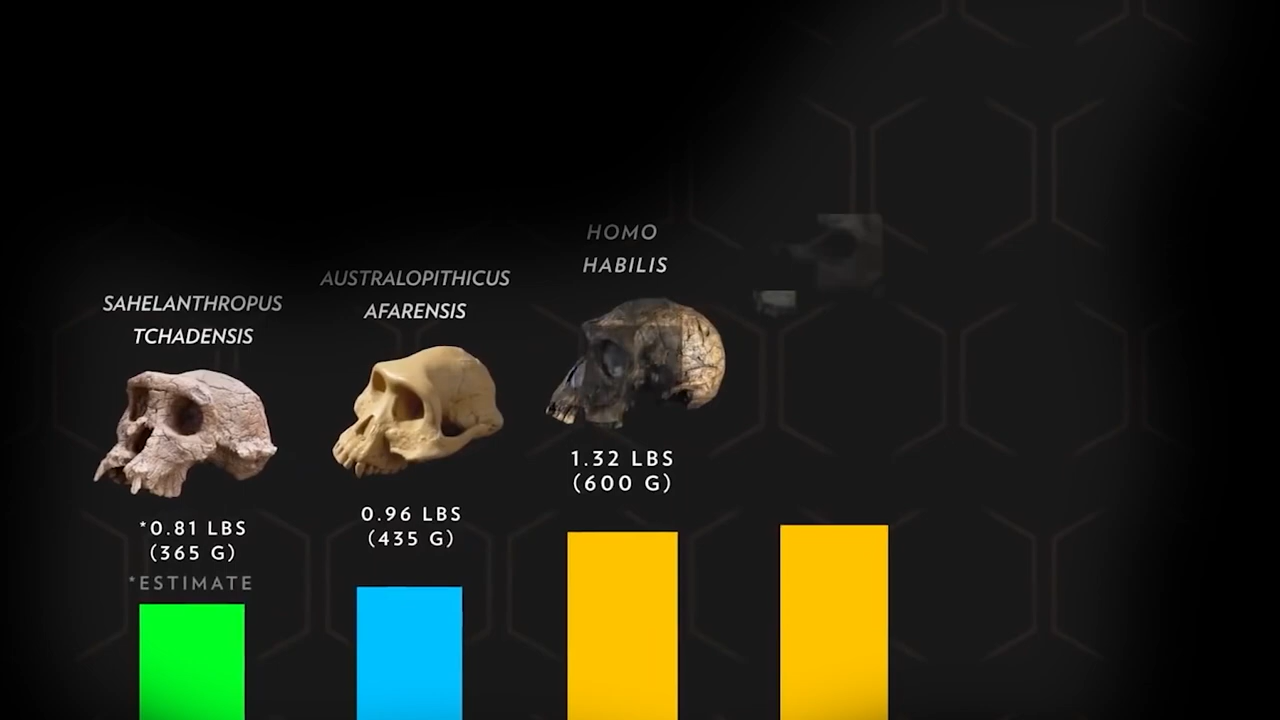 SAHELANTHROPUS
TCHADENSIS
*0.81 LBS
(365 G)
*ESTIMATE
AUSTRALOPITHICUS
AFARENSIS
0.96 LBS
(435 G)
HOMO
HABILIS
1.32 LBS
(600 G)